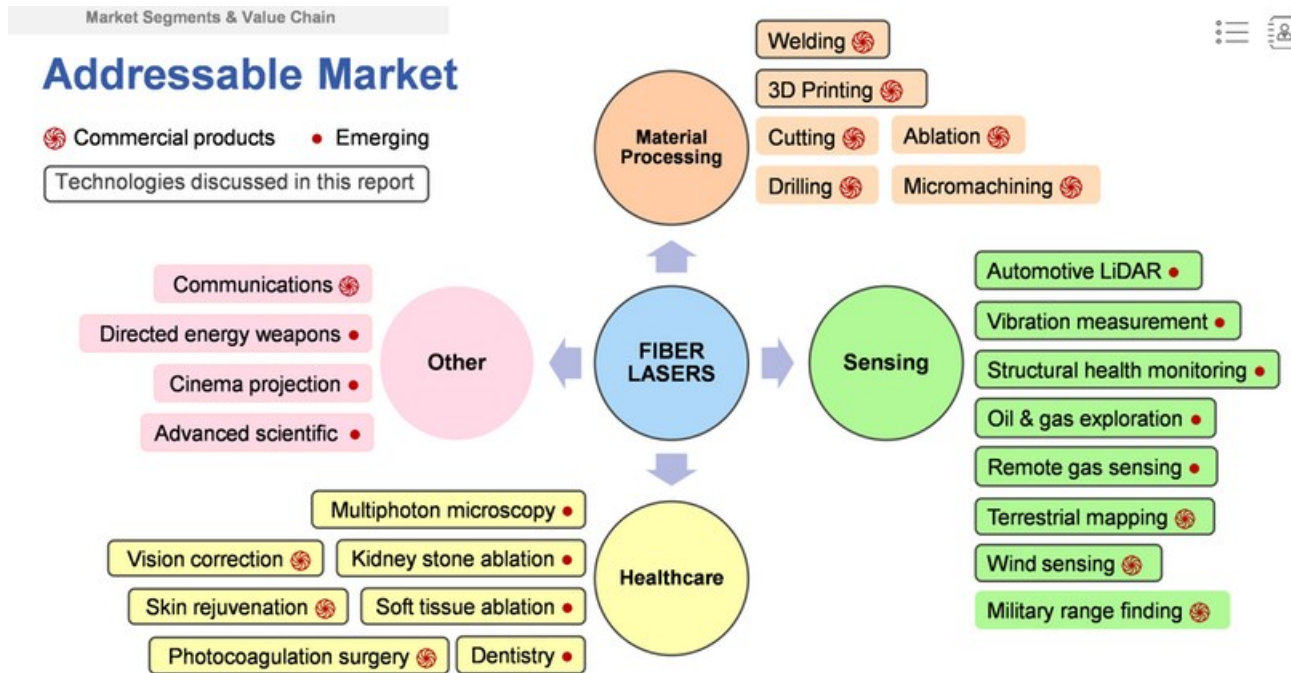 Market Segments & Value Chain
Addressable Market
Commercial products
Emerging
Technologies discussed in this report
Material
Processing
Welding
3D Printing
Cutting
Ablation
Drilling
Micromachining
Communications
Directed energy weapons
Cinema projection
Advanced scientific
Other
FIBER
LASERS
Sensing
Automotive LiDAR
Vibration measurement
Structural health monitoring
Oil & gas exploration
Remote gas sensing
Terrestrial mapping
Wind sensing
Military range finding
Multiphoton microscopy
Vision correction
Kidney stone ablation
Skin rejuvenation
Soft tissue ablation
Photocoagulation surgery
Dentistry
Healthcare